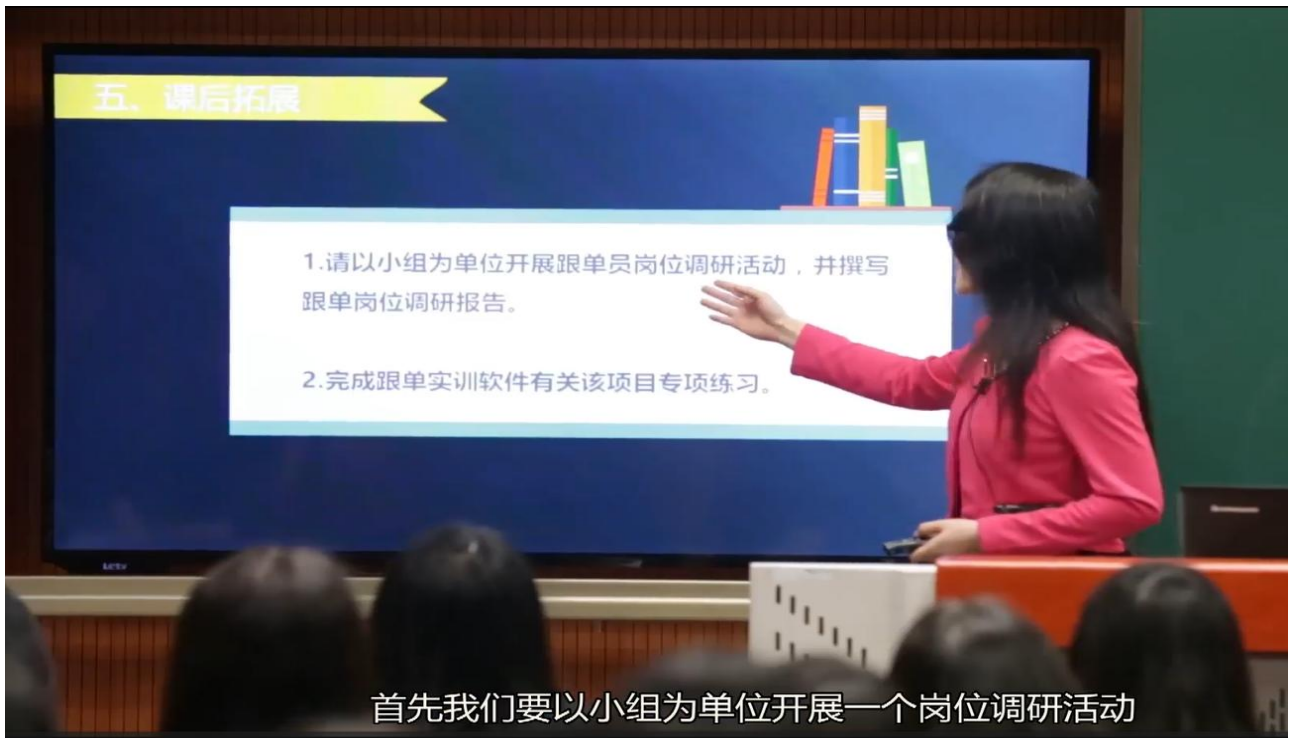 五、课后拓展
1.请以小组为单位开展跟单员岗位调研活动，并撰写
跟单岗位调研报告。
2.完成跟单实训软件有关该项目专项练习。
首先我们要以小组为单位开展一个岗位调研活动